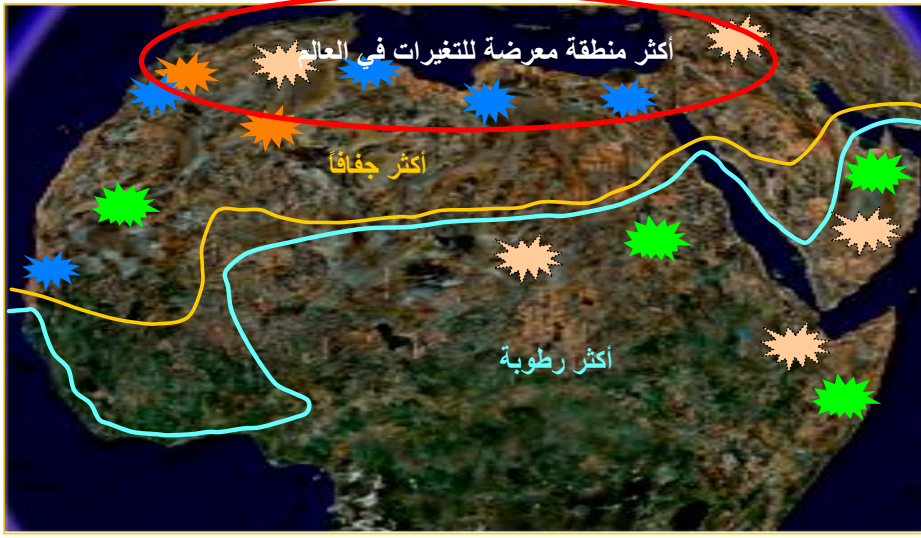 أكثر منطقة معرضة للتغيرات في العالم
أكثر جفافاً
أكثر رطوبة